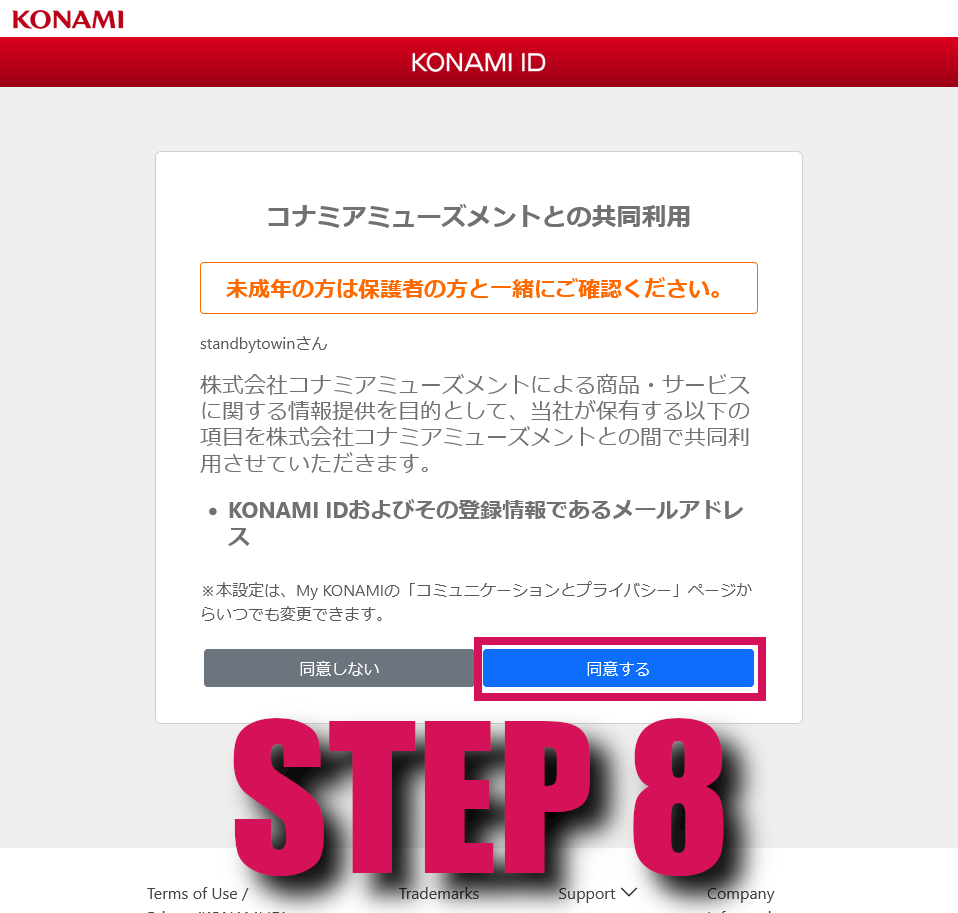 KONAMI
KONAMI ID
コナミアミューズメントとの共同利用
未成年の方は保護者の方と一緒にご確認ください。
standbytowinさん
株式会社コナミアミューズメントによる商品・サービス
に関する情報提供を目的として、当社が保有する以下の
項目を株式会社コナミアミューズメントとの間で共同利
用させていただきます。
• KONAMI IDおよびその登録情報であるメールアドレ
ス
※本設定は、My KONAMIの「コミュニケーションとプライバシー」ページか
らいつでも変更できます。
同意しない 同意する
STEP 8
Terms of Use / Trademarks Support Company